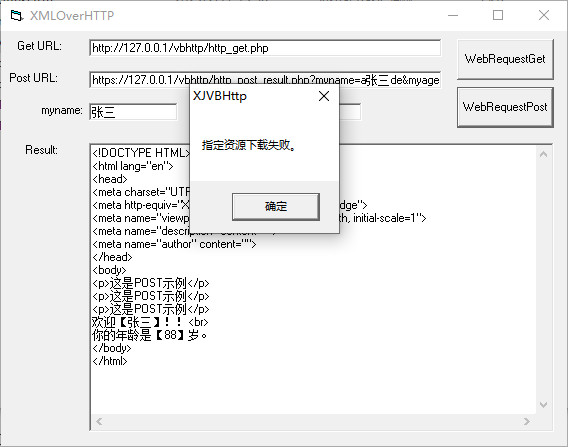 XMLOverHTTP
Get URL:
http://127.0.0.1/vbhttp/http_get.php
WebRequestGet
Post URL:
https://127.0.0.1/vbhttp/http_post_result.php?myname=a张三de&myage
WebRequestPost
XJVBHttp
myname:
张三
指定资源下载失败。
确定
Result:
<!DOCTYPE HTML>
<html lang="en">
<head>
<meta charset="UTF
<meta http-equiv="X
dge">
<meta name="viewp
th, initial-scale=1">
<meta name="description" content="">
<meta name="author" content="">
</head>
<body>
<p>这是POST示例</p>
<p>这是POST示例</p>
<p>这是POST示例</p>
欢迎【张三】！！<br>
你的年龄是【88】岁。
</body>
</html>